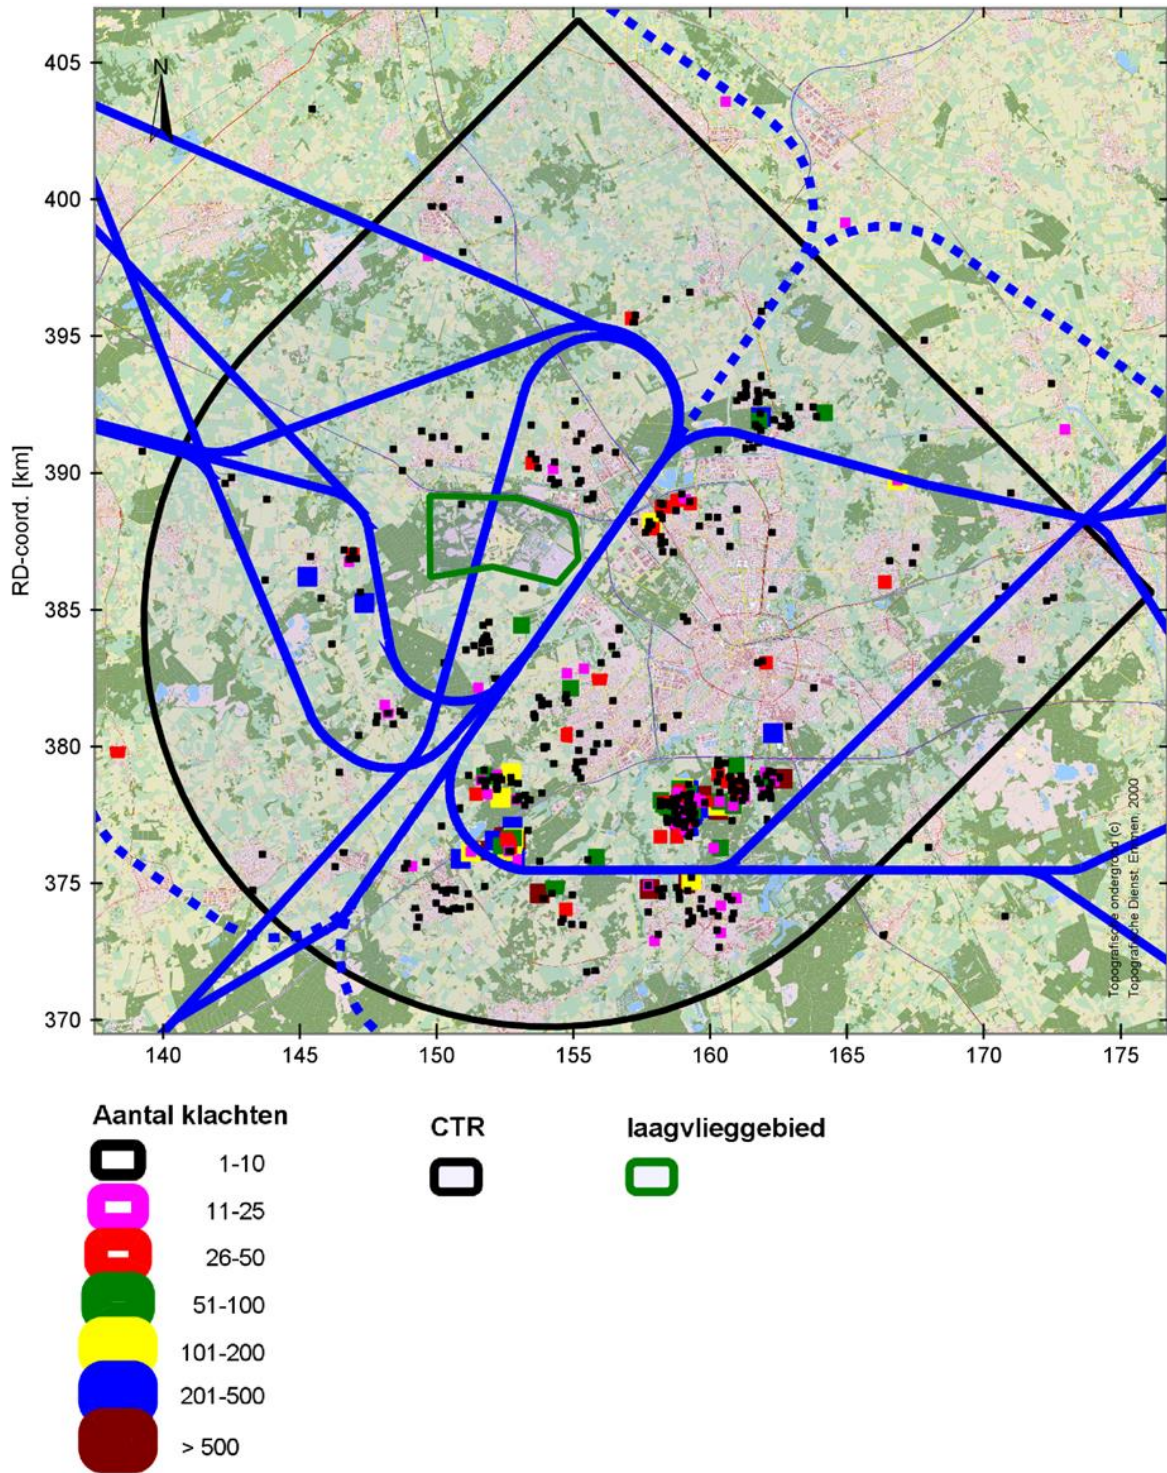 N
405
400
395
390
385
380
375
370
RD-coord. [km]
140 145 150 155 160 165 170 175
Topografische ondergrond (c)
Topografische Dienst. Emmen. 2000
Aantal klachten
1-10
11-25
26-50
51-100
101-200
201-500
> 500
CTR
laagvlieggebied